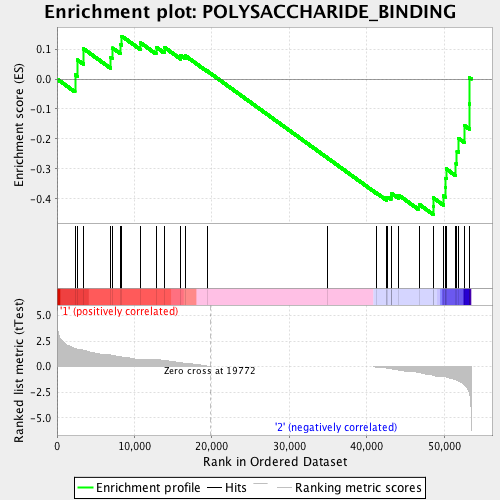 Enrichment plot: POLYSACCHARIDE_BINDING
Enrichment score (ES)
0.1
0.0
-0.1
-0.2
-0.3
-0.4
'1' (positively correlated)
Ranked list metric (tTest)
5.0
2.5
0.0
-2.5
-5.0
Zero cross at 19772
'2' (negatively correlated)
0 10,000 20,000 30,000 40,000 50,000
Rank in Ordered Dataset
Enrichment profile Hits Ranking metric scores